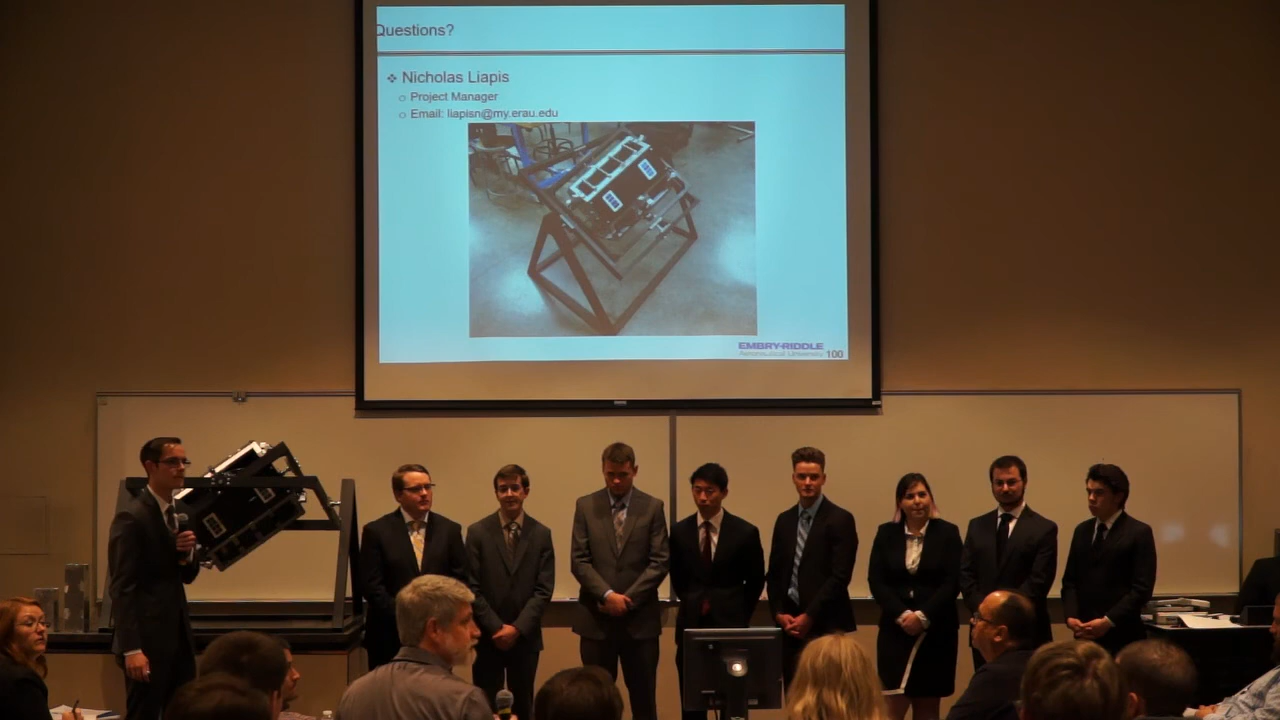 Questions?
❖ Nicholas Liapis
○ Project Manager
○ Email: liapisn@my.erau.edu
EMBRY-RIDDLE
Aeronautical University
100